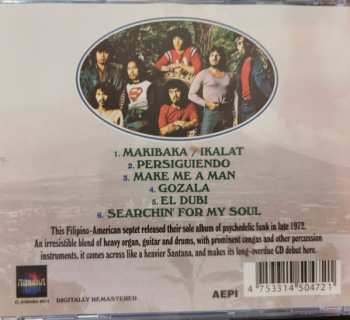 1. MAKIBAKA / IKALAT
2. PERSIGUIENDO
3. MAKE ME A MAN
4. GOZALA
5. EL DUBI
6. SEARCHIN' FOR MY SOUL
This Filipino-American septet released their sole album of psychedelic funk in late 1972.
An irresistible blend of heavy organ, guitar and drums, with prominent congas and other percussion
instruments, it comes across like a heavier Santana, and makes its long-overdue CD debut here.
DIGITALLY REMASTERED
AEPI
4 753314 504721